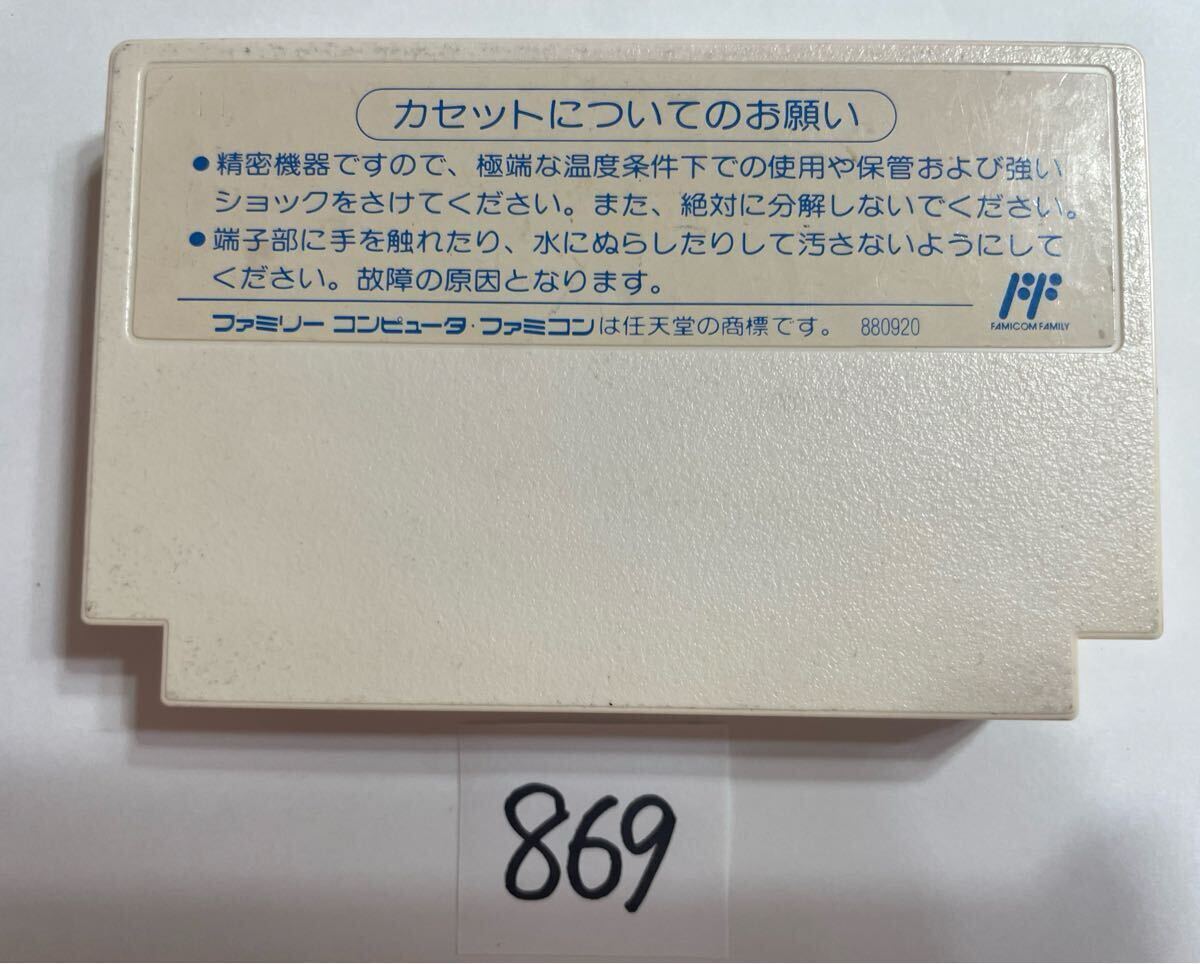 カセットについてのお願い
●精密機器ですので、極端な温度条件下での使用や保管および強い
ショックをさけてください。また、絶対に分解しないでください。
●端子部に手を触れたり、水にぬらしたりして汚さないようにして
ください。故障の原因となります。
FAMICOM FAMILY
ファミリー コンピュータ・ファミコンは任天堂の商標です。 880920
869